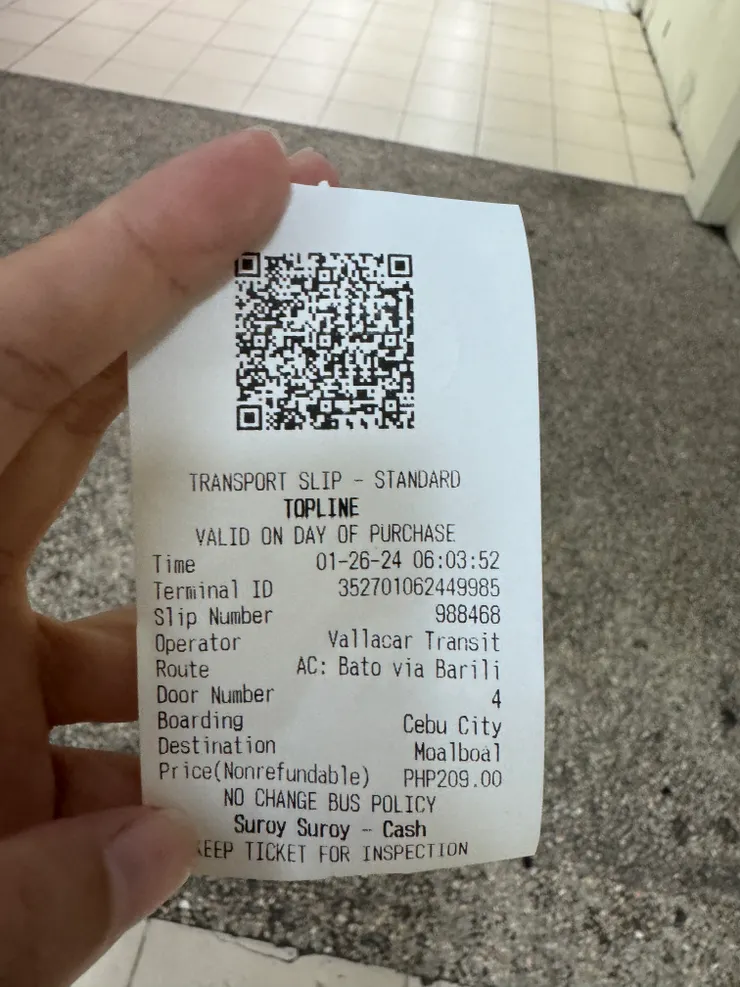 TRANSPORT SLIP - STANDARD
TOPLINE
VALID ON DAY OF PURCHASE
Time 01-26-24 06:03:52
Terminal ID 352701062449985
Slip Number 988468
Operator Vallacar Transit
Route AC: Bato via Barili
Door Number 4
Boarding Cebu City
Destination Moalboal
Price(Nonrefundable) PHP209.00
NO CHANGE BUS POLICY
Suroy Suroy - Cash
KEEP TICKET FOR INSPECTION